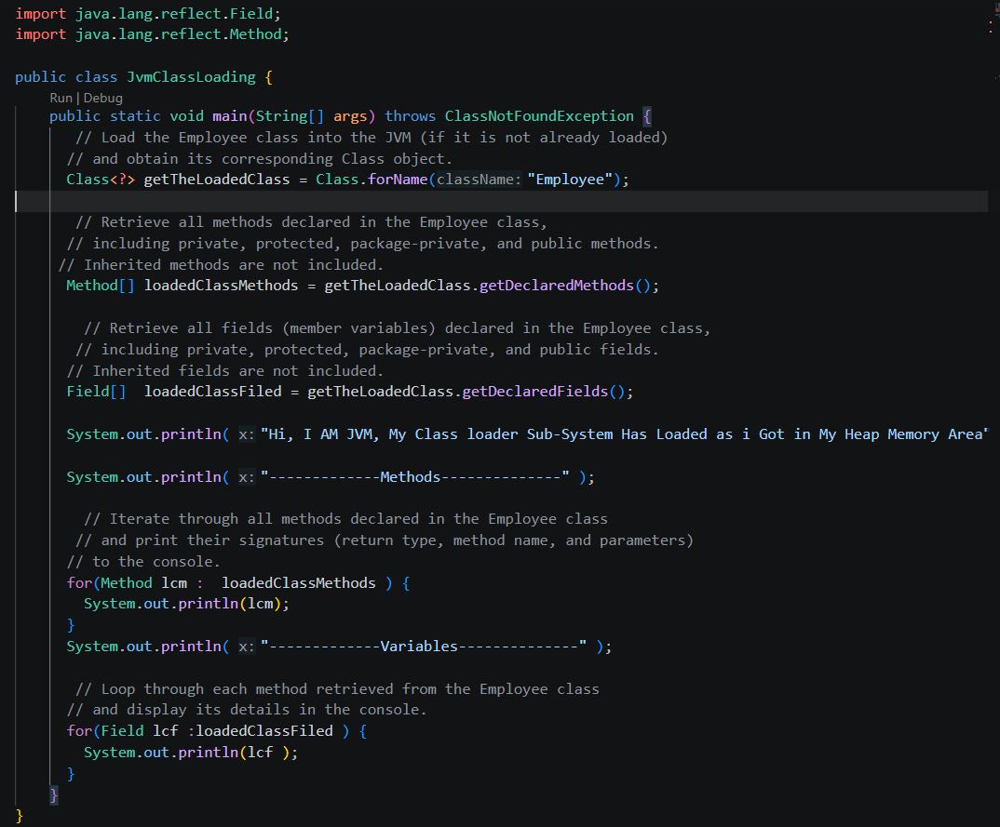 import java.lang.reflect.Field;
import java.lang.reflect.Method;
public class JvmClassLoading {
Run | Debug
public static void main(String[] args) throws ClassNotFoundException {
// Load the Employee class into the JVM (if it is not already loaded)
// and obtain its corresponding Class object.
Class<?> getTheLoadedClass = Class.forName(className: "Employee");
// Retrieve all methods declared in the Employee class,
// including private, protected, package-private, and public methods.
// Inherited methods are not included.
Method[] loadedClassMethods = getTheLoadedClass.getDeclaredMethods();
// Retrieve all fields (member variables) declared in the Employee class,
// including private, protected, package-private, and public fields.
// Inherited fields are not included.
Field[]  loadedClassFiled = getTheLoadedClass.getDeclaredFields();
System.out.println( x: "Hi, I AM JVM, My Class loader Sub-System Has Loaded as i Got in My Heap Memory Area"
System.out.println( x: "-------------Methods--------------" );
// Iterate through all methods declared in the Employee class
// and print their signatures (return type, method name, and parameters)
// to the console.
for(Method lcm :  loadedClassMethods ) {
System.out.println(lcm);
}
System.out.println( x: "-------------Variables--------------" );
// Loop through each method retrieved from the Employee class
// and display its details in the console.
for(Field lcf :loadedClassFiled ) {
System.out.println(lcf );
}
}
}